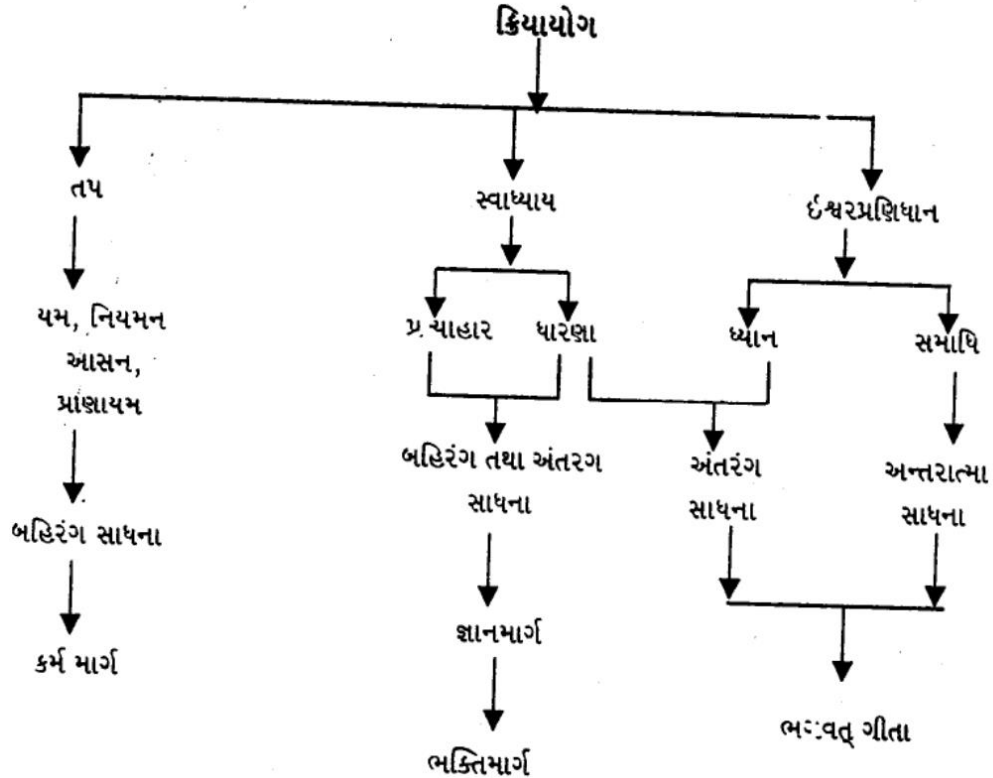 ક્રિયાયોગ
તપ
સ્વાધ્યાય
ઈશ્વરપ્રણિધાન
યમ, નિયમન
આસન,
પ્રાણાયમ
પ્ર ચાહાર
ધારણા
ધ્યાન
સમાધિ
બહિરંગ તથા અંતરગ
સાધના
અંતરંગ
સાધના
અન્તરાત્મા
સાધના
બહિરંગ સાધના
જ્ઞાનમાર્ગ
કર્મ માર્ગ
ગીતા
ભક્તિમાર્ગ